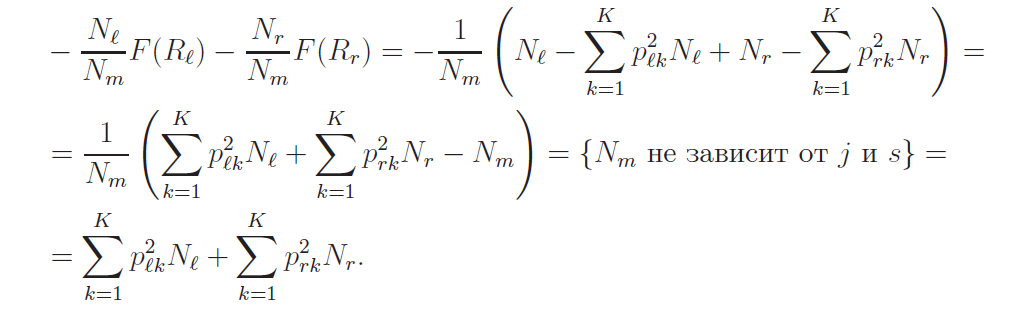 $- \frac{N_\ell}{N_m} F(R_\ell) - \frac{N_r}{N_m} F(R_r) = - \frac{1}{N_m} \left( N_\ell - \sum_{k=1}^{K} p_{\ell k}^2 N_\ell + N_r - \sum_{k=1}^{K} p_{rk}^2 N_r \right) =$
$= \frac{1}{N_m} \left( \sum_{k=1}^{K} p_{\ell k}^2 N_\ell + \sum_{k=1}^{K} p_{rk}^2 N_r - N_m \right) = \{N_m \text{ не зависит от } j \text{ и } s\} =$
$= \sum_{k=1}^{K} p_{\ell k}^2 N_\ell + \sum_{k=1}^{K} p_{rk}^2 N_r.$